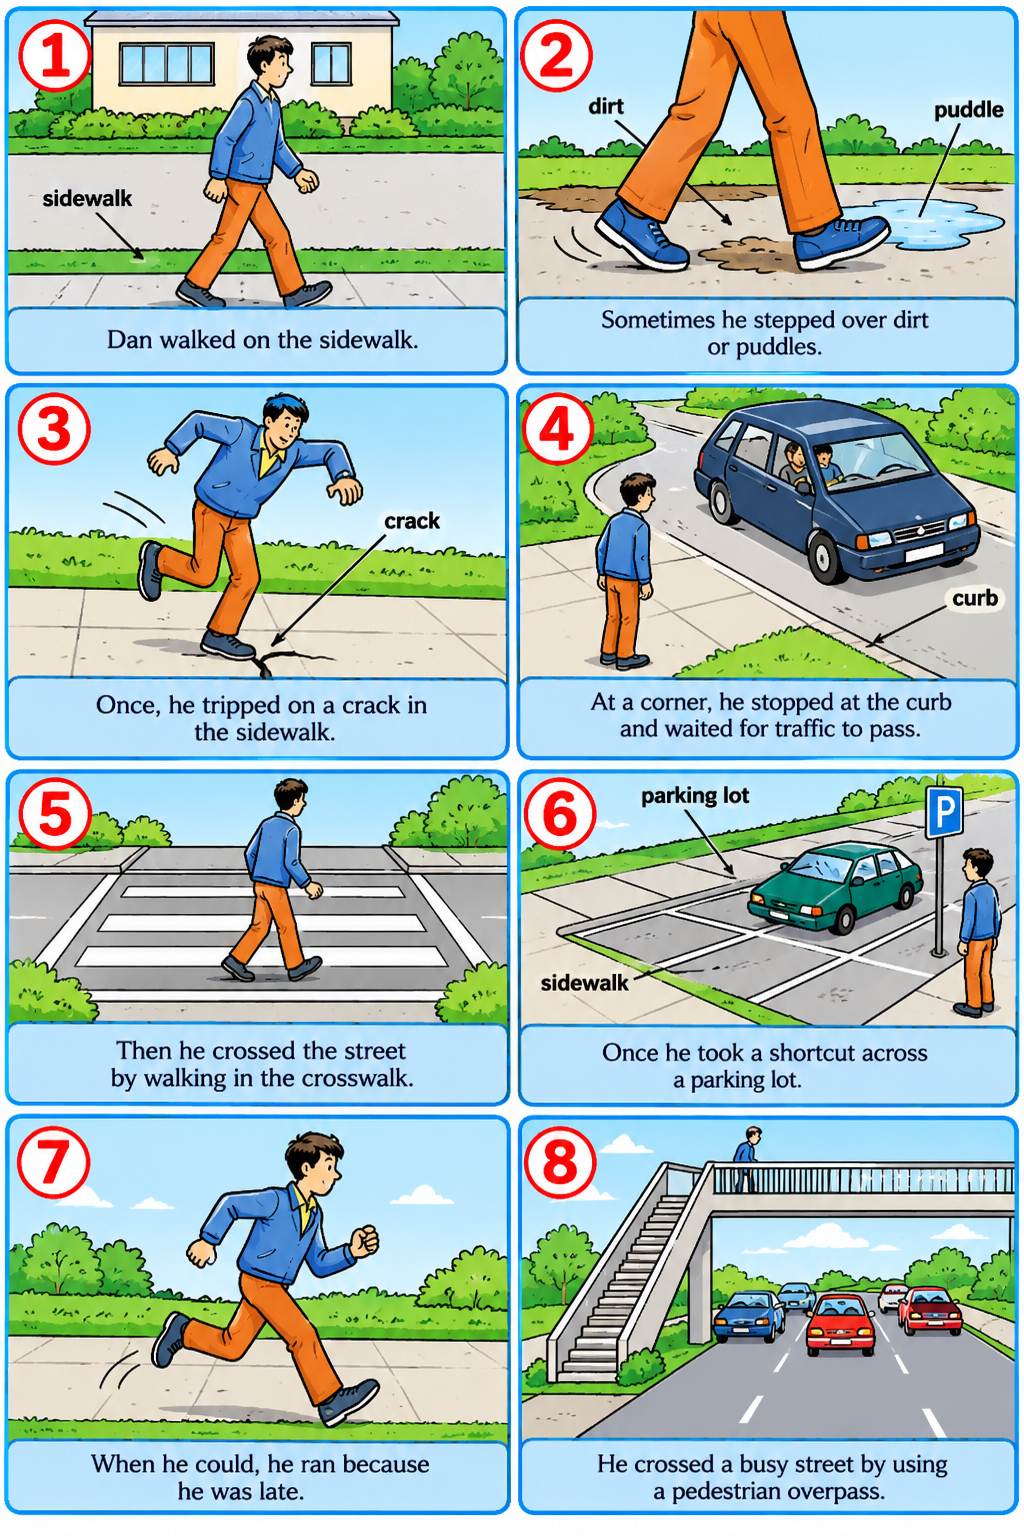 1
sidewalk
Dan walked on the sidewalk.
2
dirt
puddle
Sometimes he stepped over dirt
or puddles.
3
crack
Once, he tripped on a crack in
the sidewalk.
4
curb
At a corner, he stopped at the curb
and waited for traffic to pass.
5
Then he crossed the street
by walking in the crosswalk.
6
parking lot
P
sidewalk
Once he took a shortcut across
a parking lot.
7
When he could, he ran because
he was late.
8
He crossed a busy street by using
a pedestrian overpass.